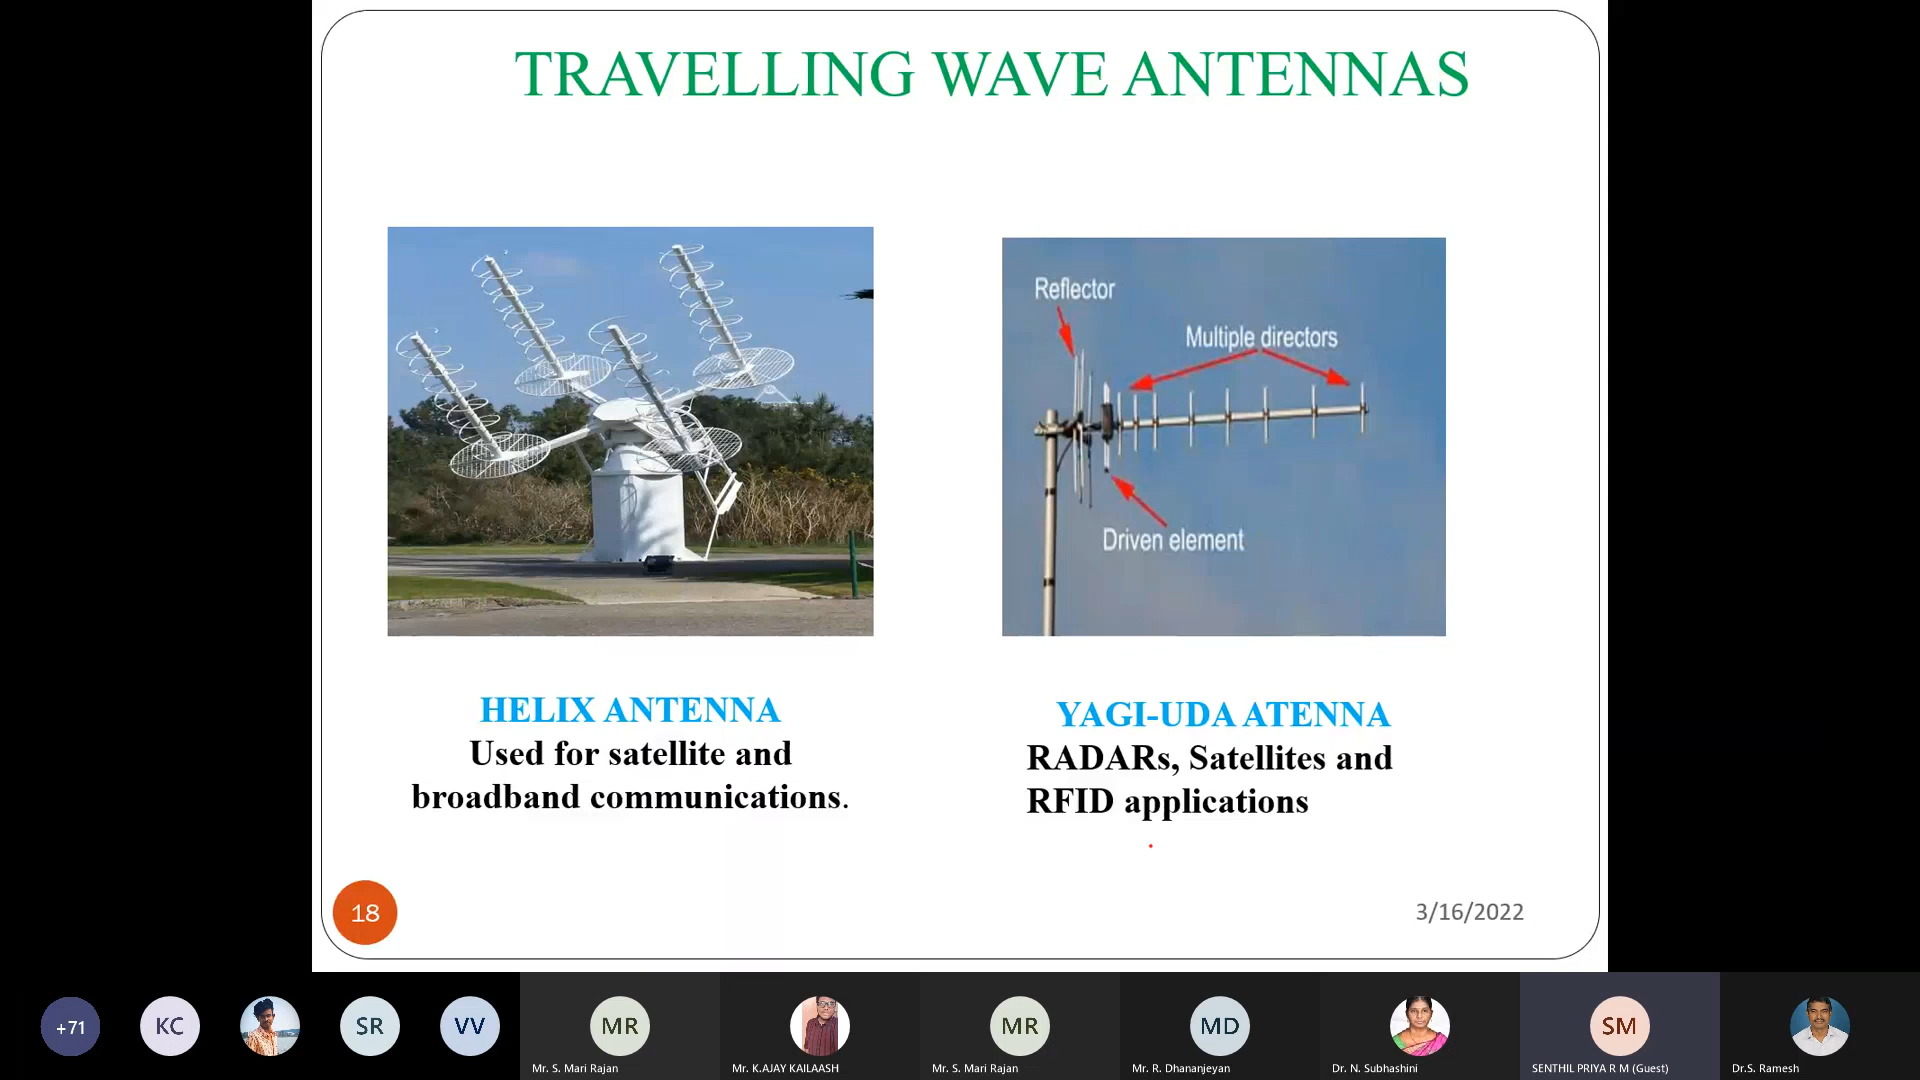 TRAVELLING WAVE ANTENNAS
Reflector
Multiple directors
Driven element
HELIX ANTENNA
Used for satellite and
broadband communications.
YAGI-UDA ATENNA
RADARs, Satellites and
RFID applications
18
3/16/2022
+71
KC
SR
VV
MR
Mr. S. Mari Rajan
Mr. K.AJAY KAILAASH
MR
Mr. S. Mari Rajan
MD
Mr. R. Dhananjeyan
Dr. N. Subhashini
SM
SENTHIL PRIYA R M (Guest)
Dr.S. Ramesh